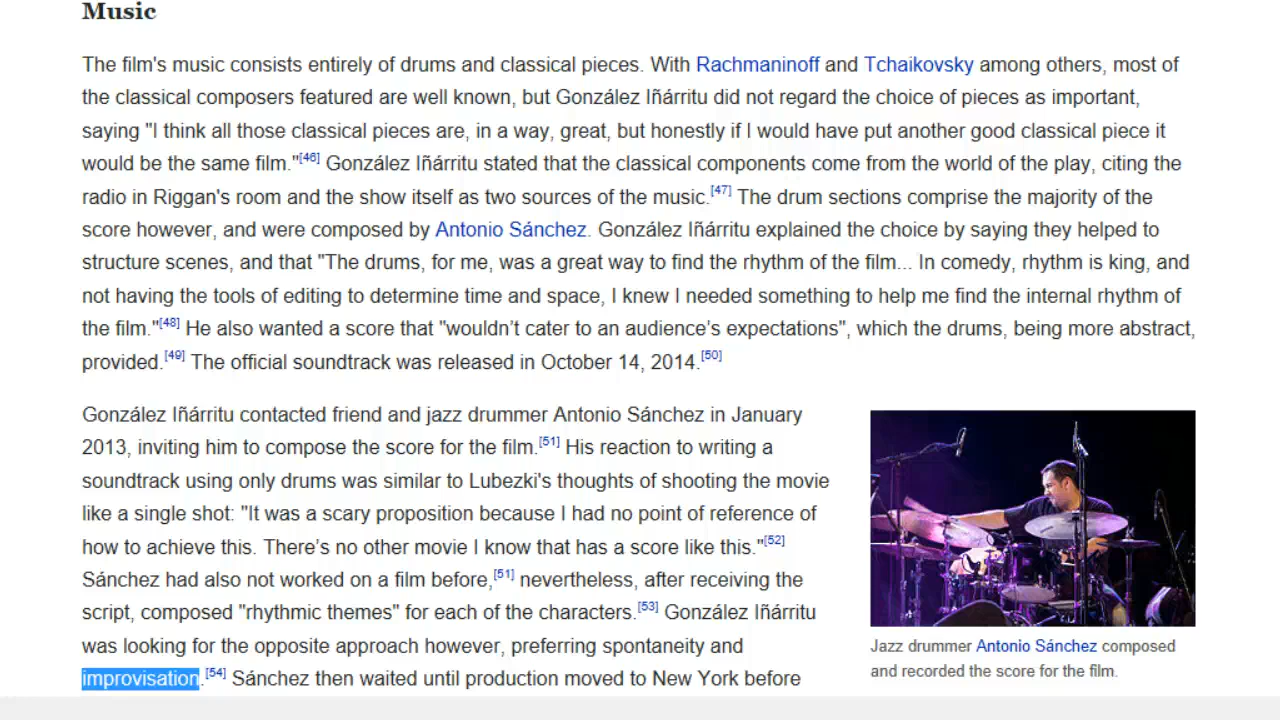 Music
The film's music consists entirely of drums and classical pieces. With Rachmaninoff and Tchaikovsky among others, most of
the classical composers featured are well known, but González Iñárritu did not regard the choice of pieces as important,
saying "I think all those classical pieces are, in a way, great, but honestly if I would have put another good classical piece it
would be the same film."[46] González Iñárritu stated that the classical components come from the world of the play, citing the
radio in Riggan's room and the show itself as two sources of the music.[47] The drum sections comprise the majority of the
score however, and were composed by Antonio Sánchez. González Iñárritu explained the choice by saying they helped to
structure scenes, and that "The drums, for me, was a great way to find the rhythm of the film... In comedy, rhythm is king, and
not having the tools of editing to determine time and space, I knew I needed something to help me find the internal rhythm of
the film."[48] He also wanted a score that "wouldn’t cater to an audience’s expectations", which the drums, being more abstract,
provided.[49] The official soundtrack was released in October 14, 2014.[50]
González Iñárritu contacted friend and jazz drummer Antonio Sánchez in January
2013, inviting him to compose the score for the film.[51] His reaction to writing a
soundtrack using only drums was similar to Lubezki's thoughts of shooting the movie
like a single shot: "It was a scary proposition because I had no point of reference of
how to achieve this. There’s no other movie I know that has a score like this."[52]
Sánchez had also not worked on a film before,[51] nevertheless, after receiving the
script, composed "rhythmic themes" for each of the characters.[53] González Iñárritu
was looking for the opposite approach however, preferring spontaneity and
improvisation.[54] Sánchez then waited until production moved to New York before
Jazz drummer Antonio Sánchez composed
and recorded the score for the film.